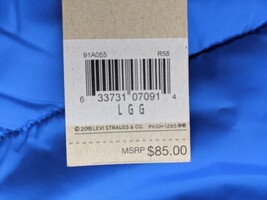 91A055 R58
6 33731 07091 4
L G G
© 2015 LEVI STRAUSS & CO.
MSRP $85.00